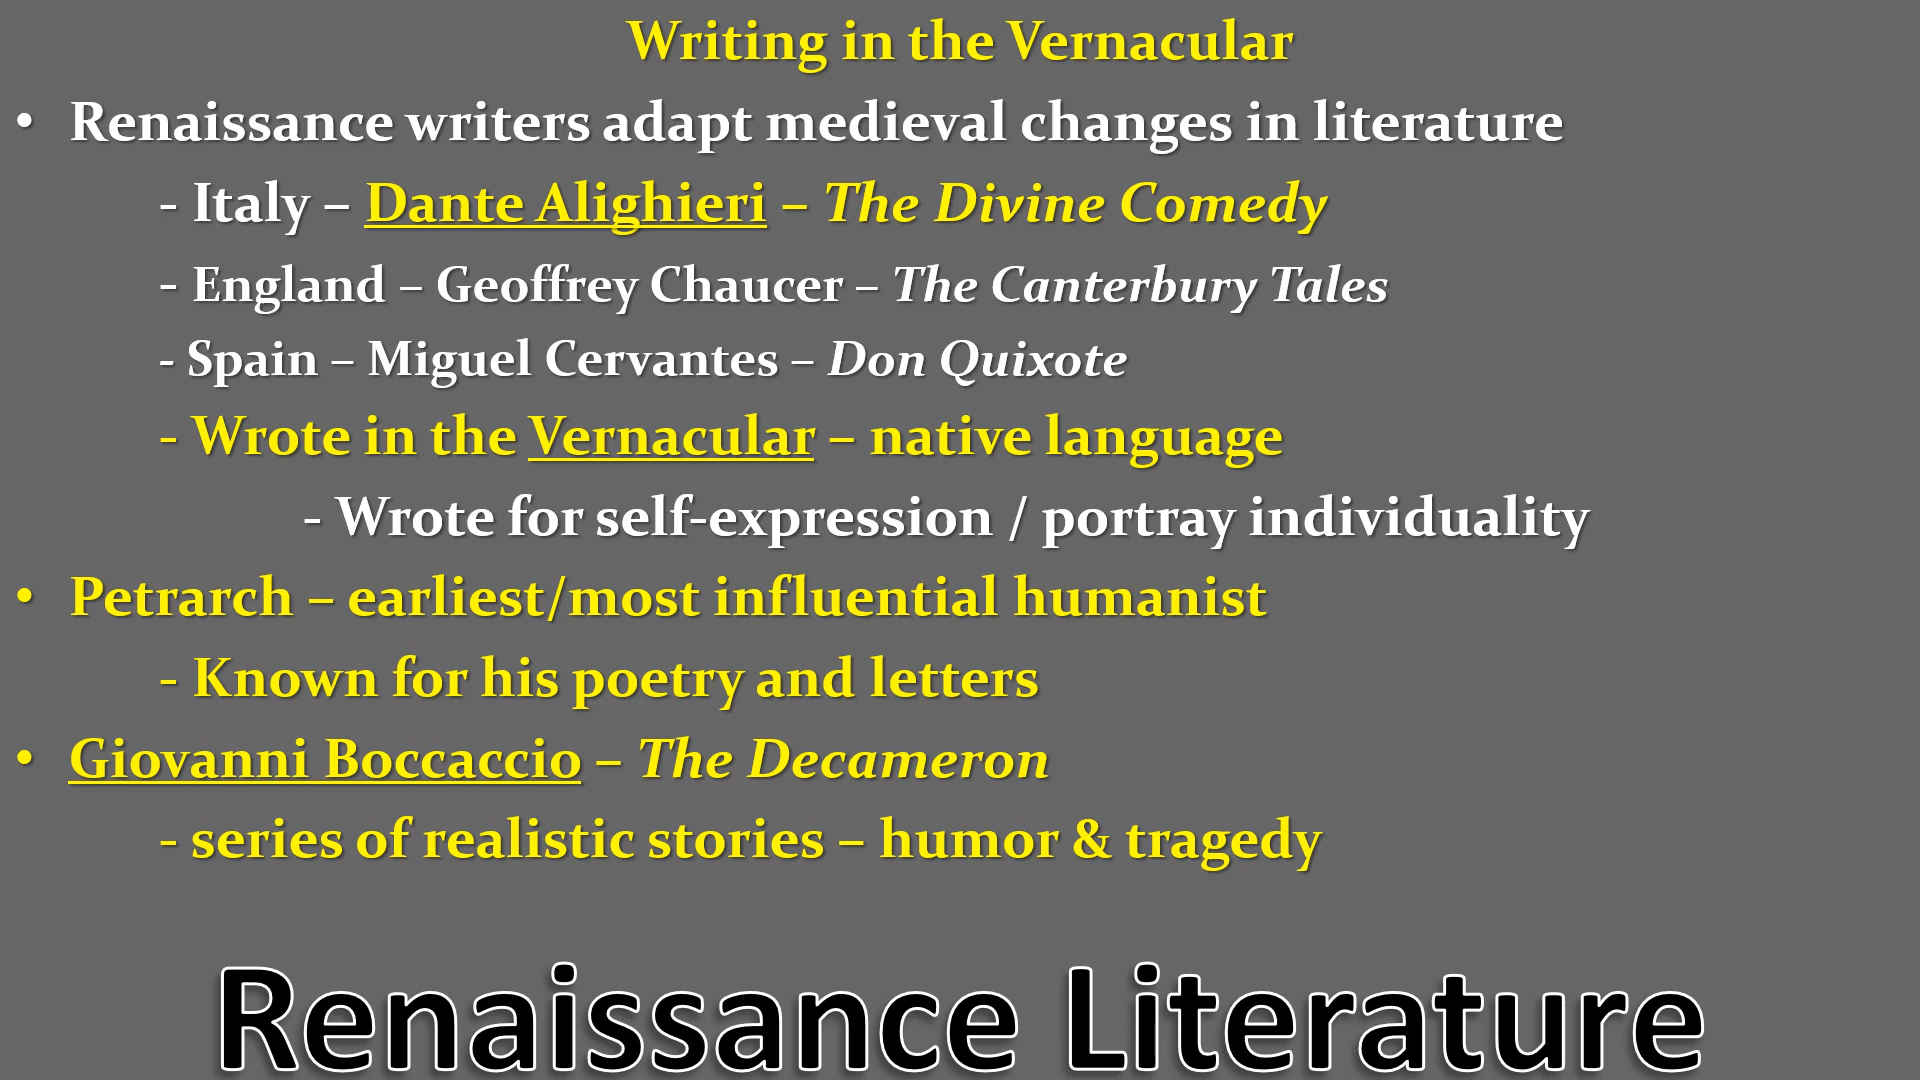 Writing in the Vernacular
• Renaissance writers adapt medieval changes in literature
- Italy – Dante Alighieri – The Divine Comedy
- England – Geoffrey Chaucer – The Canterbury Tales
- Spain – Miguel Cervantes – Don Quixote
- Wrote in the Vernacular – native language
- Wrote for self-expression / portray individuality
• Petrarch – earliest/most influential humanist
- Known for his poetry and letters
• Giovanni Boccaccio – The Decameron
- series of realistic stories – humor & tragedy
Renaissance Literature